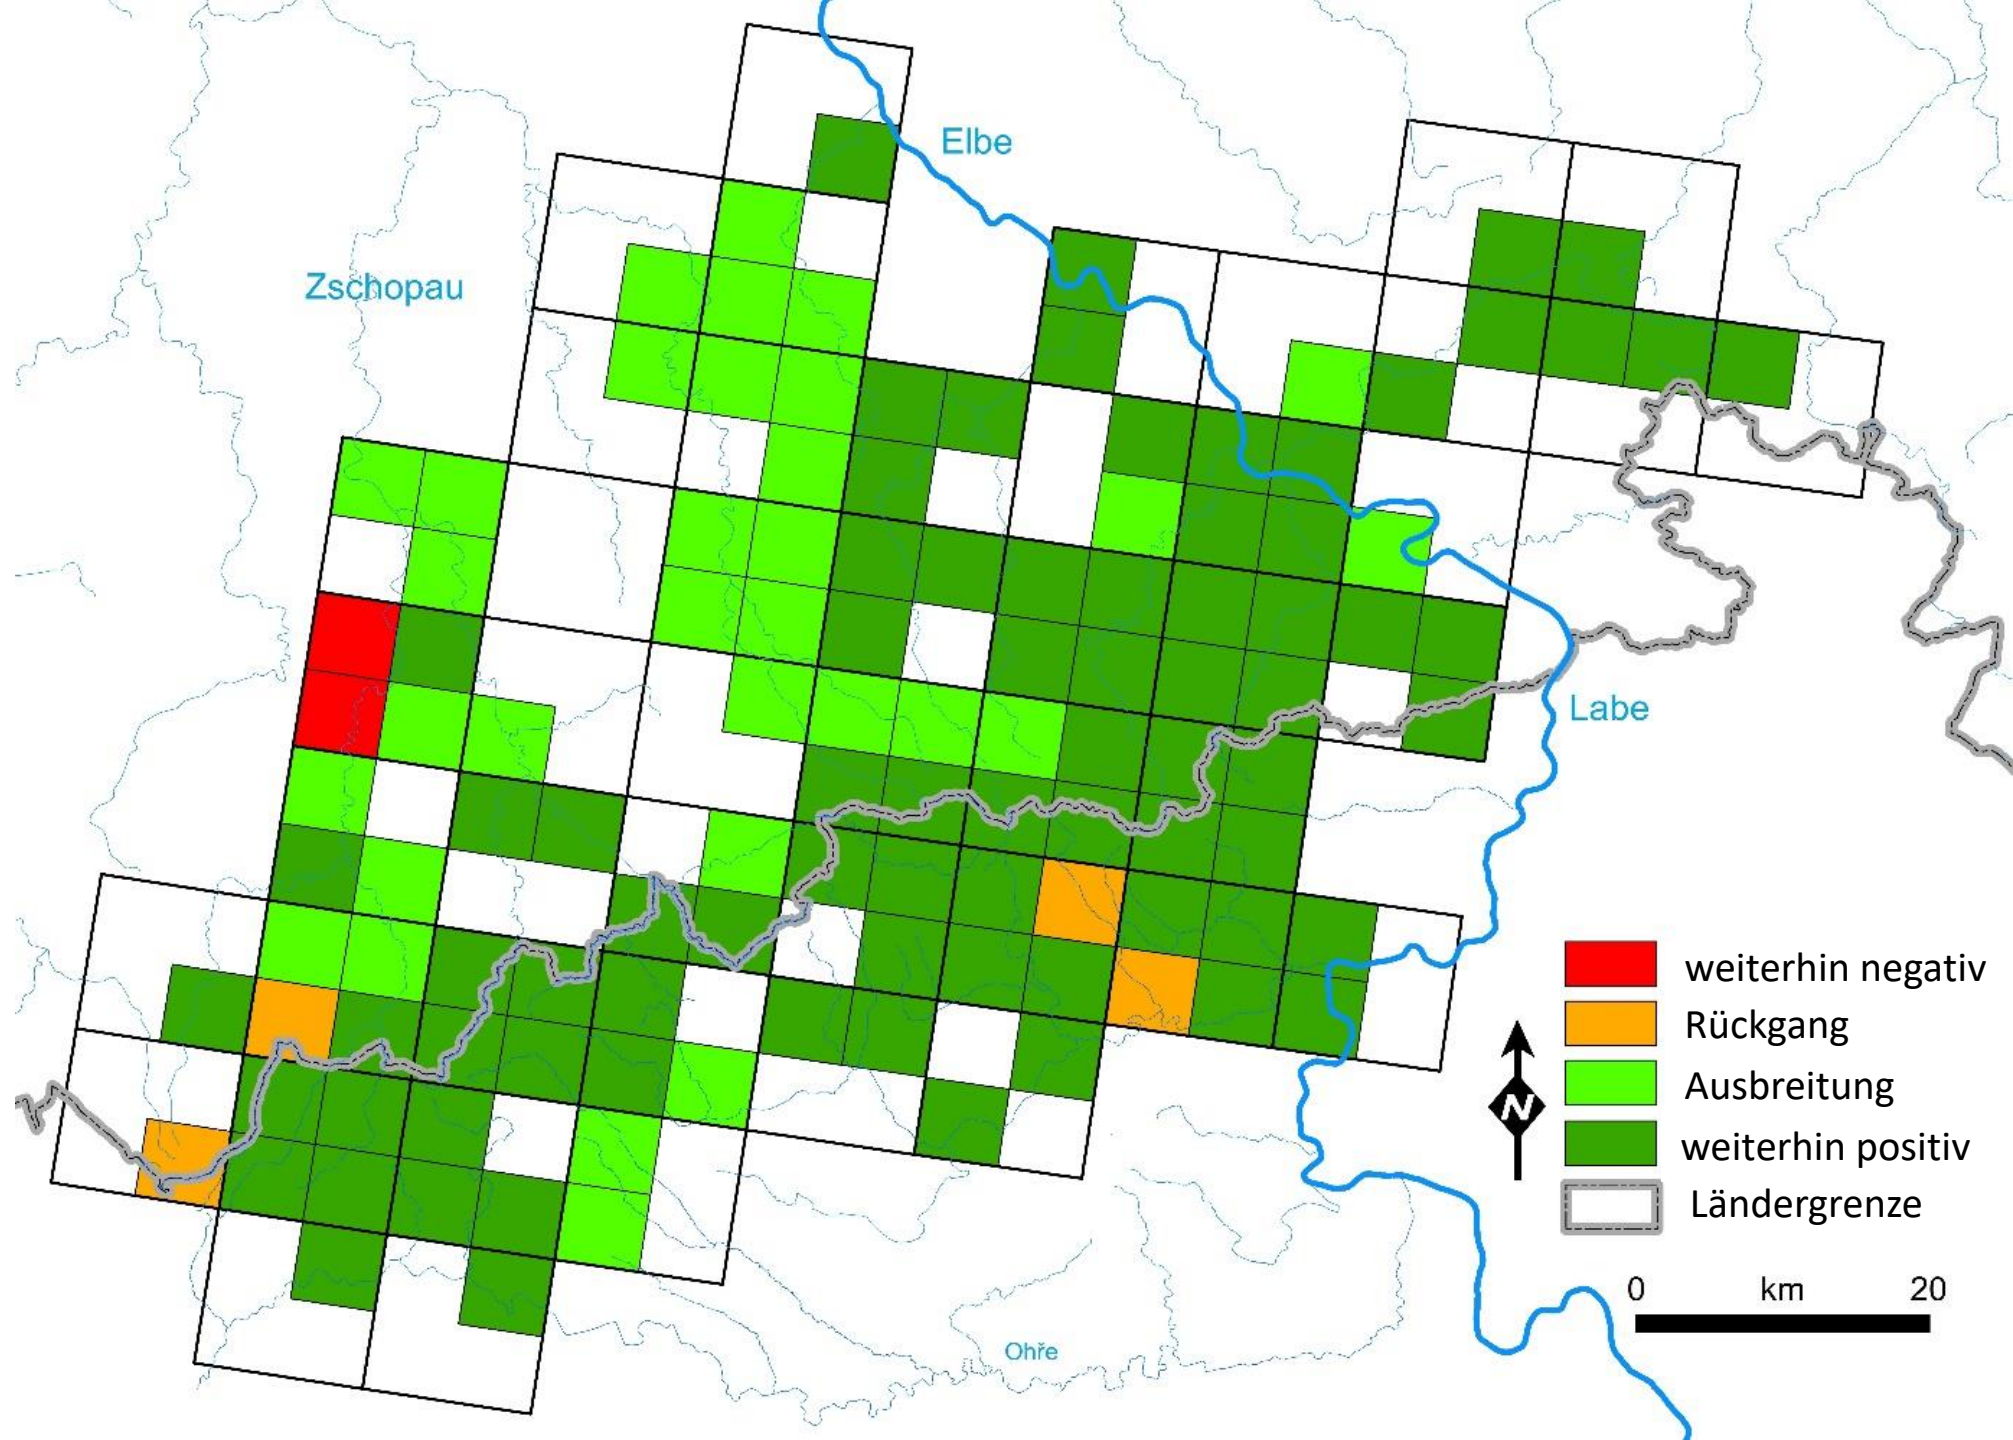 Elbe
Zschopau
Labe
weiterhin negativ
Rückgang
Ausbreitung
weiterhin positiv
Ländergrenze
N
0 km 20
Ohře